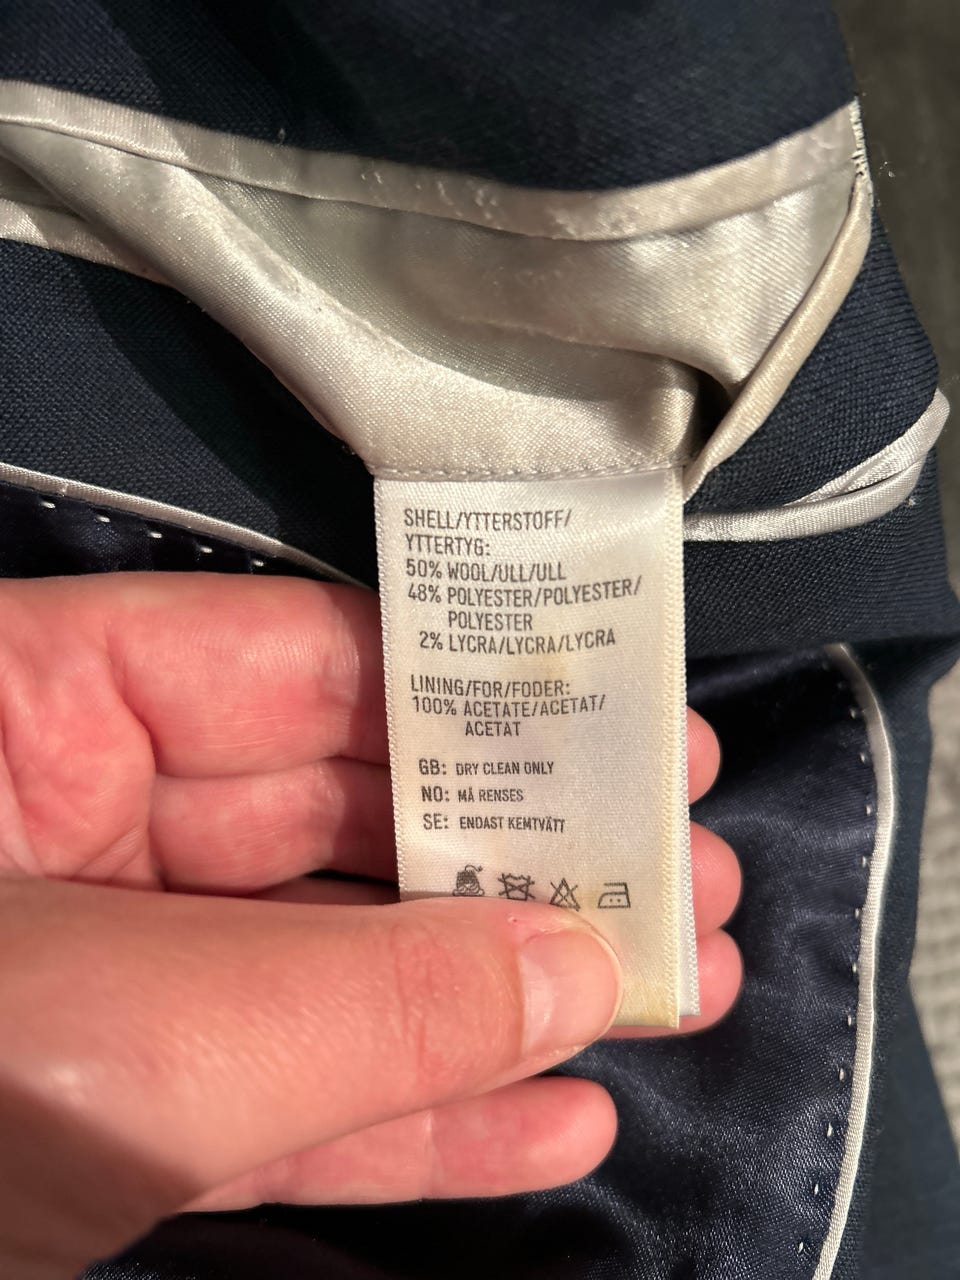 SHELL/YTTERSTOFF/
YTTERTYG:
50% WOOL/ULL/ULL
48% POLYESTER/POLYESTER/
POLYESTER
2% LYCRA/LYCRA/LYCRA
LINING/FOR/FODER:
100% ACETATE/ACETAT/
ACETAT
GB: DRY CLEAN ONLY
NO: MÅ RENSES
SE: ENDAST KEMTVÄTT